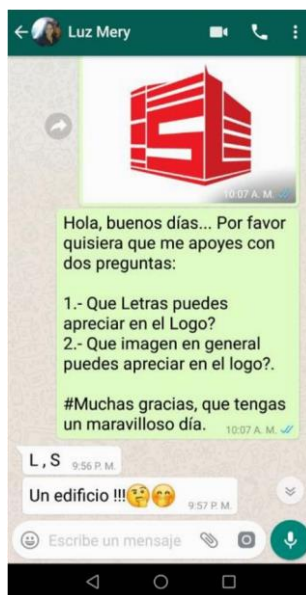 Luz Mery
10:07 A. M.
Hola, buenos días... Por favor
quisiera que me apoyes con
dos preguntas:
1.- Que Letras puedes
apreciar en el Logo?
2.- Que imagen en general
puedes apreciar en el logo?.
#Muchas gracias, que tengas
un maravilloso día.
10:07 A. M.
L , S
9:56 P. M.
Un edificio !!!
9:57 P. M.
Escribe un mensaje